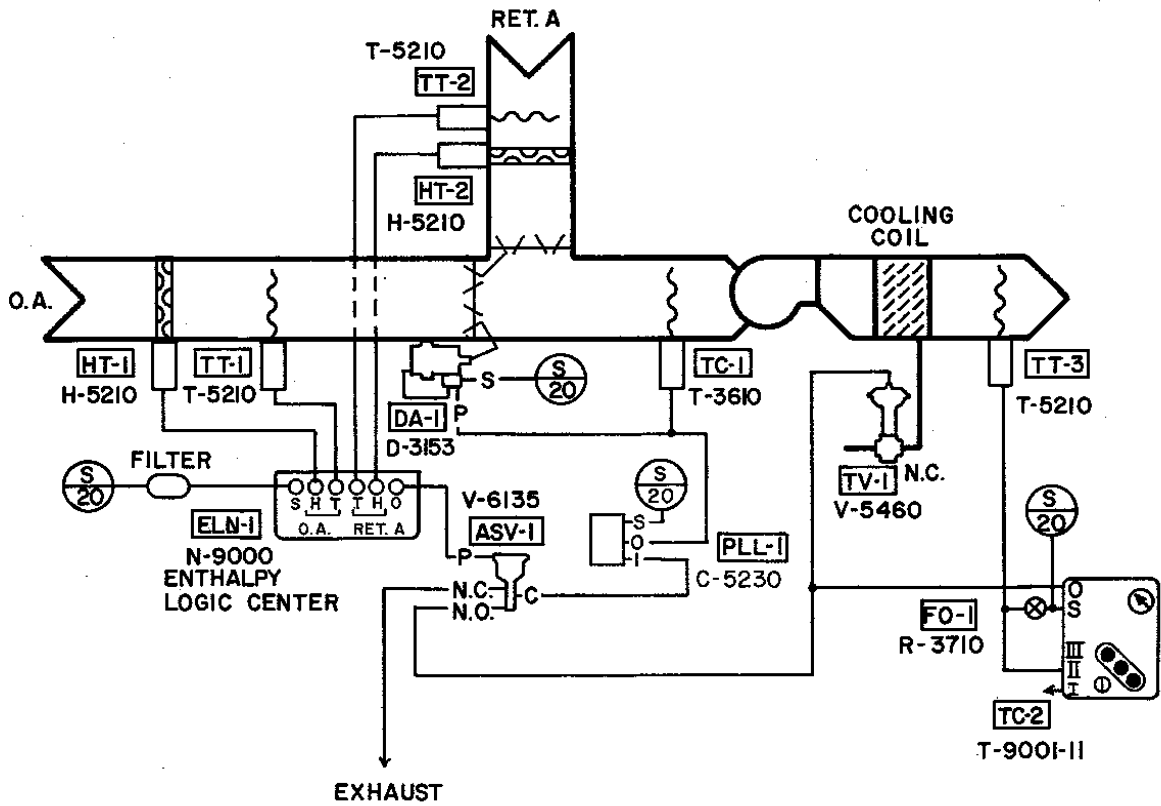 RET. A
T-5210
TT-2
HT-2
H-5210
COOLING
COIL
O.A.
HT-1
H-5210
TT-1
T-5210
DA-1
D-3153
S
P
S
20
TC-1
T-3610
TT-3
T-5210
TV-1
N.C.
V-5460
S
20
FILTER
S H T T H O
O.A. RET. A
ELN-1
N-9000
ENTHALPY
LOGIC CENTER
V-6135
ASV-1
P
N.C.
N.O.
C
S
20
S
O
I
PLL-1
C-5230
S
20
O
S
III
II
I
FO-1
R-3710
TC-2
T-9001-11
EXHAUST